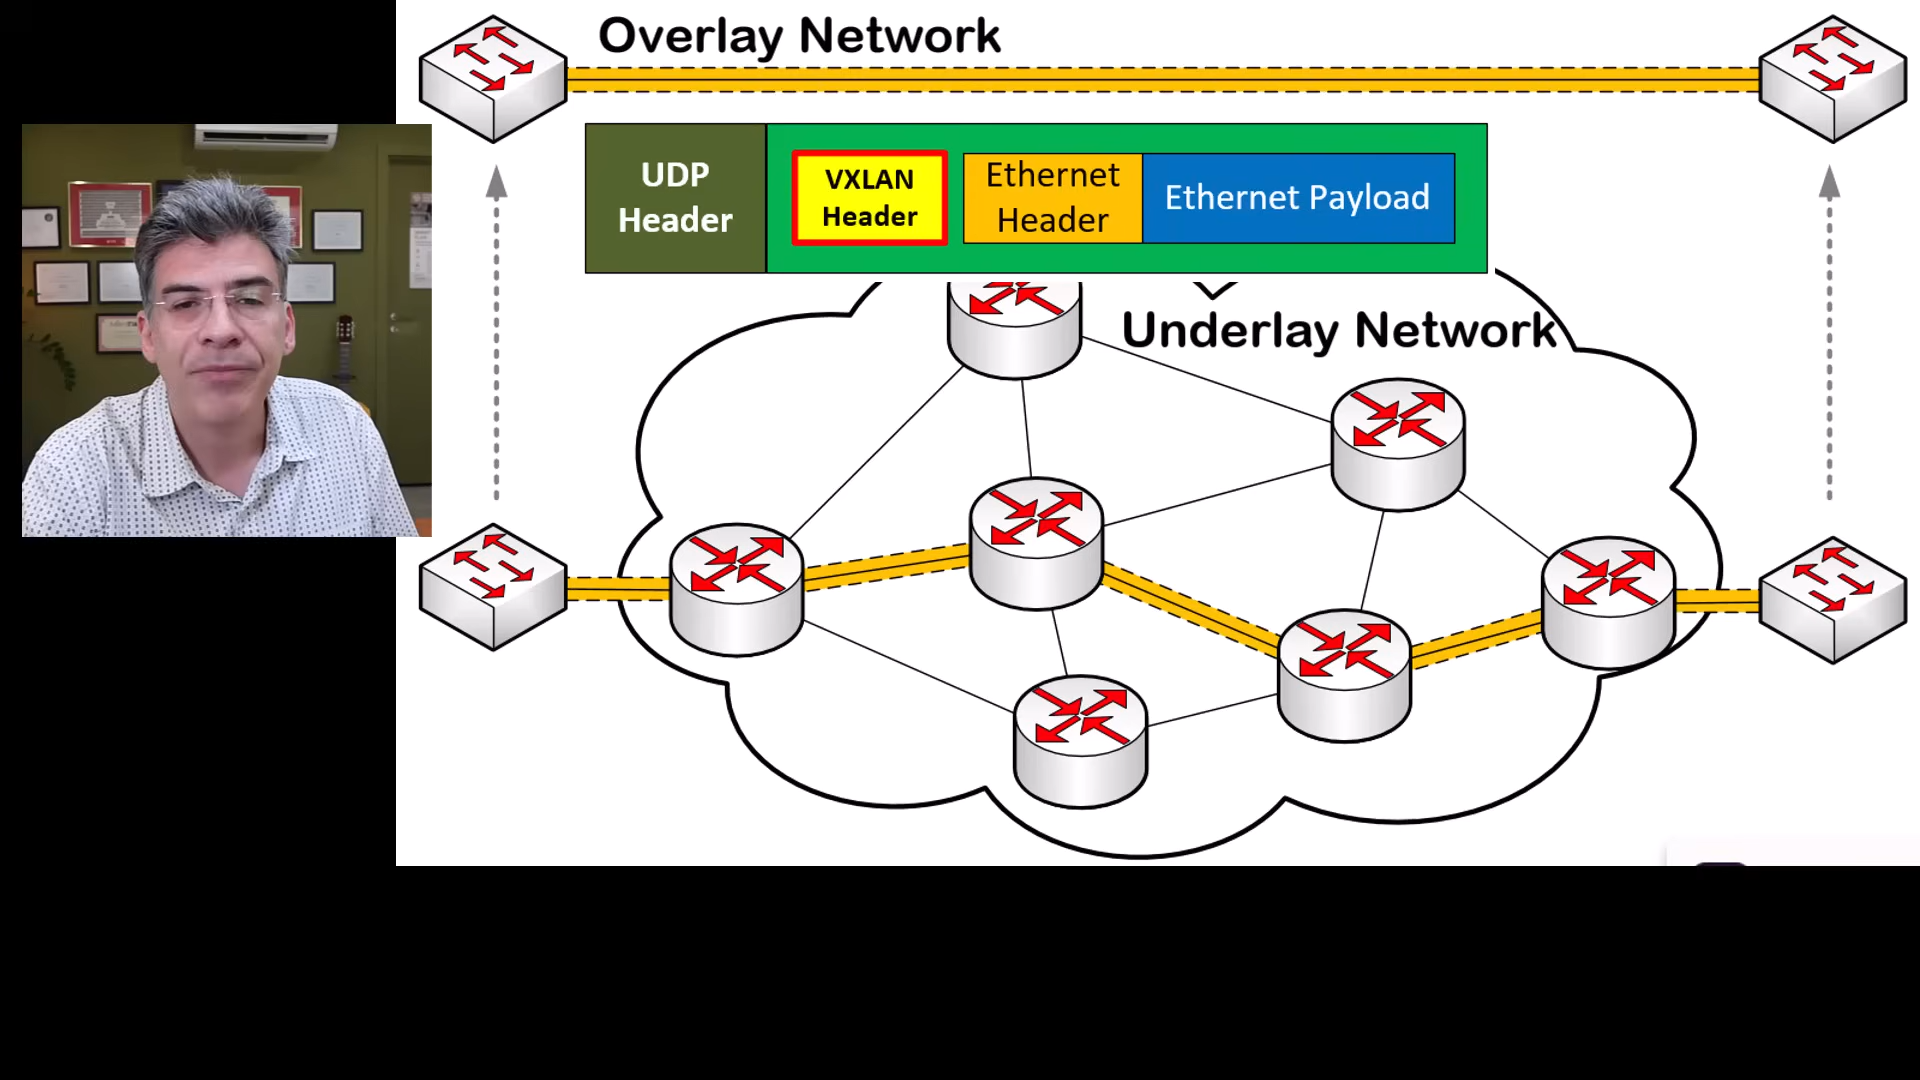 Overlay Network
UDP
Header
VXLAN
Header
Ethernet
Header
Ethernet Payload
Underlay Network